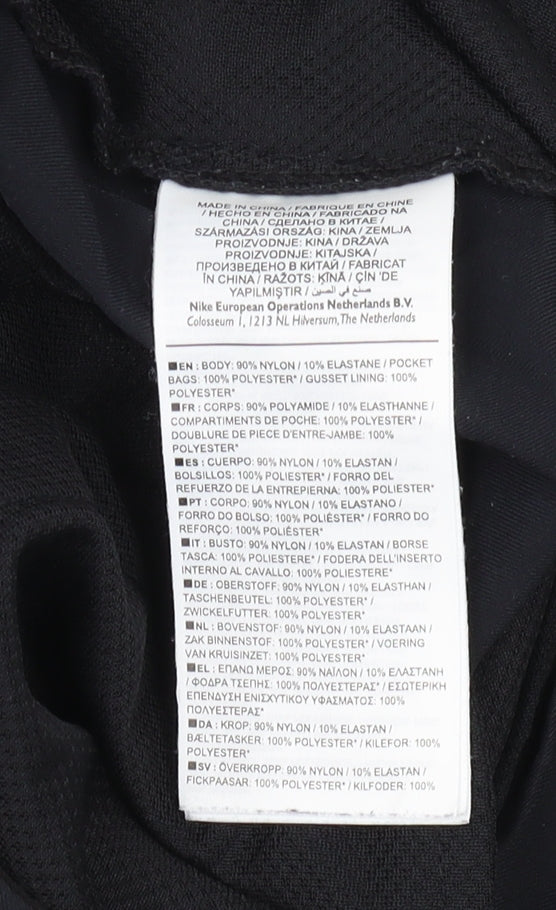 MADE IN CHINA / FABRIQUE EN CHINE
/ HECHO EN CHINA / FABRICADO NA
CHINA / СДЕЛАНО В КИТАЕ /
SZÁRMAZÁSI ORSZÁG: KINA / ZEMLJA
PROIZVODNJE: KINA / DRŽAVA
PROIZVODNJE: KITAJSKA /
ПРОИЗВЕДЕНО В КИТАЙ / FABRICAT
ÎN CHINA / RAŽOTS: ĶĪNĀ / ÇİN 'DE
YAPILMIŞTIR / صنع في الصين
Nike European Operations Netherlands B.V.
Colosseum 1, 1213 NL Hilversum, The Netherlands
■ EN : BODY: 90% NYLON / 10% ELASTANE / POCKET
BAGS: 100% POLYESTER* / GUSSET LINING: 100%
POLYESTER*
■ FR : CORPS: 90% POLYAMIDE / 10% ELASTHANNE /
COMPARTIMENTS DE POCHE: 100% POLYESTER* /
DOUBLURE DE PIECE D'ENTRE-JAMBE: 100%
POLYESTER*
■ ES : CUERPO: 90% NYLON / 10% ELASTAN /
BOLSILLOS: 100% POLIESTER* / FORRO DEL
REFUERZO DE LA ENTREPIERNA: 100% POLIESTER*
■ PT : CORPO: 90% NYLON / 10% ELASTANO /
FORRO DO BOLSO: 100% POLIÉSTER* / FORRO DO
REFORÇO: 100% POLIÉSTER*
■ IT : BUSTO: 90% NYLON / 10% ELASTAN / BORSE
TASCA: 100% POLIESTERE* / FODERA DELL'INSERTO
INTERNO AL CAVALLO: 100% POLIESTERE*
■ DE : OBERSTOFF: 90% NYLON / 10% ELASTHAN /
TASCHENBEUTEL: 100% POLYESTER* /
ZWICKELFUTTER: 100% POLYESTER*
■ NL : BOVENSTOF: 90% NYLON / 10% ELASTAAN /
ZAK BINNENSTOF: 100% POLYESTER* / VOERING
VAN KRUISINZET: 100% POLYESTER*
■ EL : ΕΠΑΝΩ ΜΕΡΟΣ: 90% ΝΑΪΛΟΝ / 10% ΕΛΑΣΤΑΝΗ
/ ΦΟΔΡΑ ΤΣΕΠΗΣ: 100% ΠΟΛΥΕΣΤΕΡΑΣ* / ΕΣΩΤΕΡΙΚΗ
ΕΠΕΝΔΥΣΗ ΕΝΙΣΧΥΤΙΚΟΥ ΥΦΑΣΜΑΤΟΣ: 100%
ΠΟΛΥΕΣΤΕΡΑΣ*
■ DA : KROP: 90% NYLON / 10% ELASTAN /
BÆLTETASKER: 100% POLYESTER* / KILEFOR: 100%
POLYESTER*
■ SV : ÖVERKROPP: 90% NYLON / 10% ELASTAN /
FICKPAASAR: 100% POLYESTER* / KILFODER: 100%